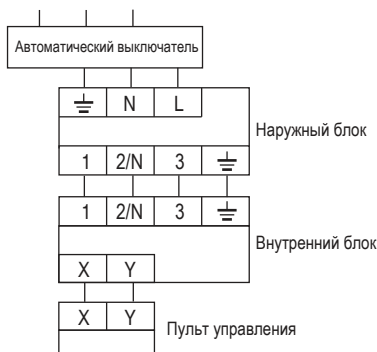 Автоматический выключатель
N L
Наружный блок
1 2/N 3
1 2/N 3
Внутренний блок
X Y
X Y
Пульт управления